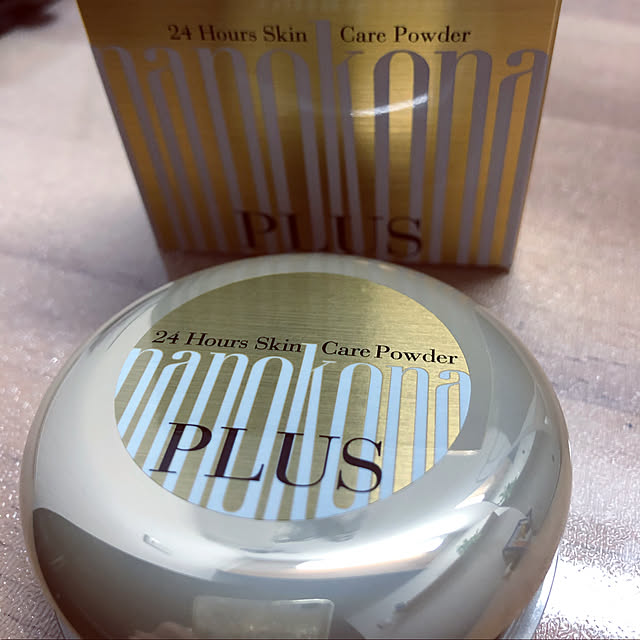 24 Hours Skin Care Powder
nanokona
PLUS
24 Hours Skin Care Powder
nanokona
PLUS